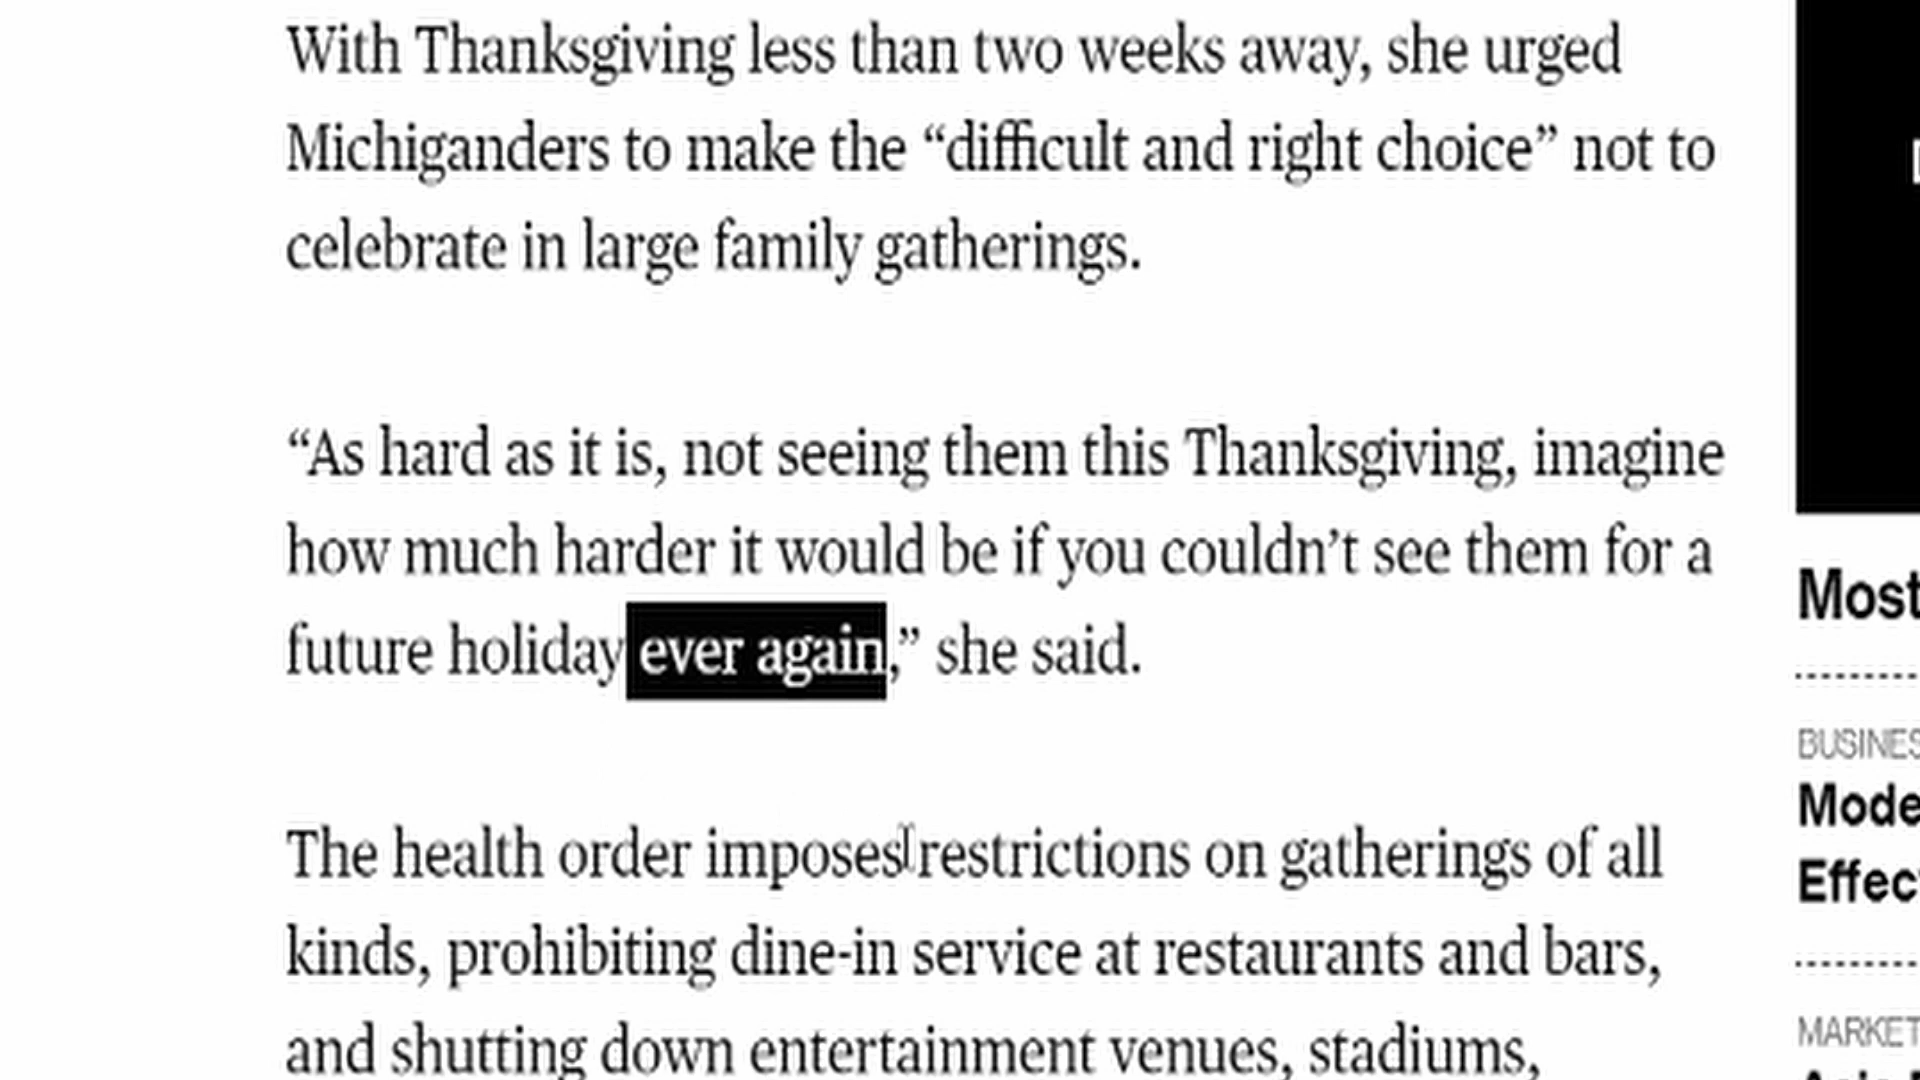 With Thanksgiving less than two weeks away, she urged
Michiganders to make the “difficult and right choice” not to
celebrate in large family gatherings.
“As hard as it is, not seeing them this Thanksgiving, imagine
how much harder it would be if you couldn’t see them for a
future holiday ever again,” she said.
The health order imposes restrictions on gatherings of all
kinds, prohibiting dine-in service at restaurants and bars,
and shutting down entertainment venues, stadiums,
Most
BUSINES
Mode
Effec
MARKET